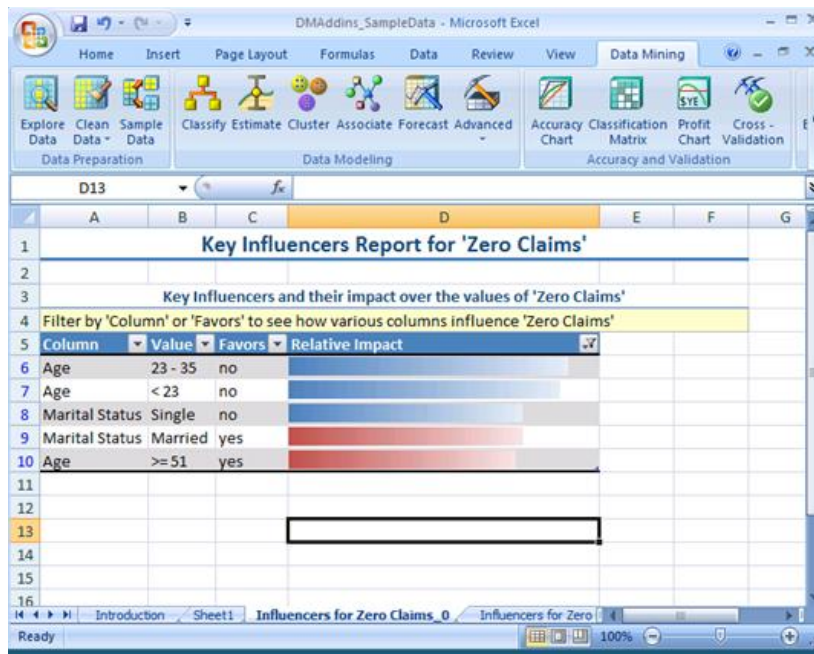 DMAddins_SampleData - Microsoft Excel
Home Insert Page Layout Formulas Data Review View Data Mining
Explore Data
Clean Data
Sample Data
Classify Estimate Cluster Associate Forecast Advanced
Accuracy Chart
Classification Matrix
Profit Chart
Cross - Validation
Data Preparation Data Modeling Accuracy and Validation
D13 fx
A B C D E F G
1 Key Influencers Report for 'Zero Claims'
2
3 Key Influencers and their impact over the values of 'Zero Claims'
4 Filter by 'Column' or 'Favors' to see how various columns influence 'Zero Claims'
5 Column Value Favors Relative Impact
6 Age 23 - 35 no
7 Age < 23 no
8 Marital Status Single no
9 Marital Status Married yes
10 Age >= 51 yes
11
12
13
14
15
16
Introduction Sheet1 Influencers for Zero Claims_0 Influencers for Zero
Ready 100%